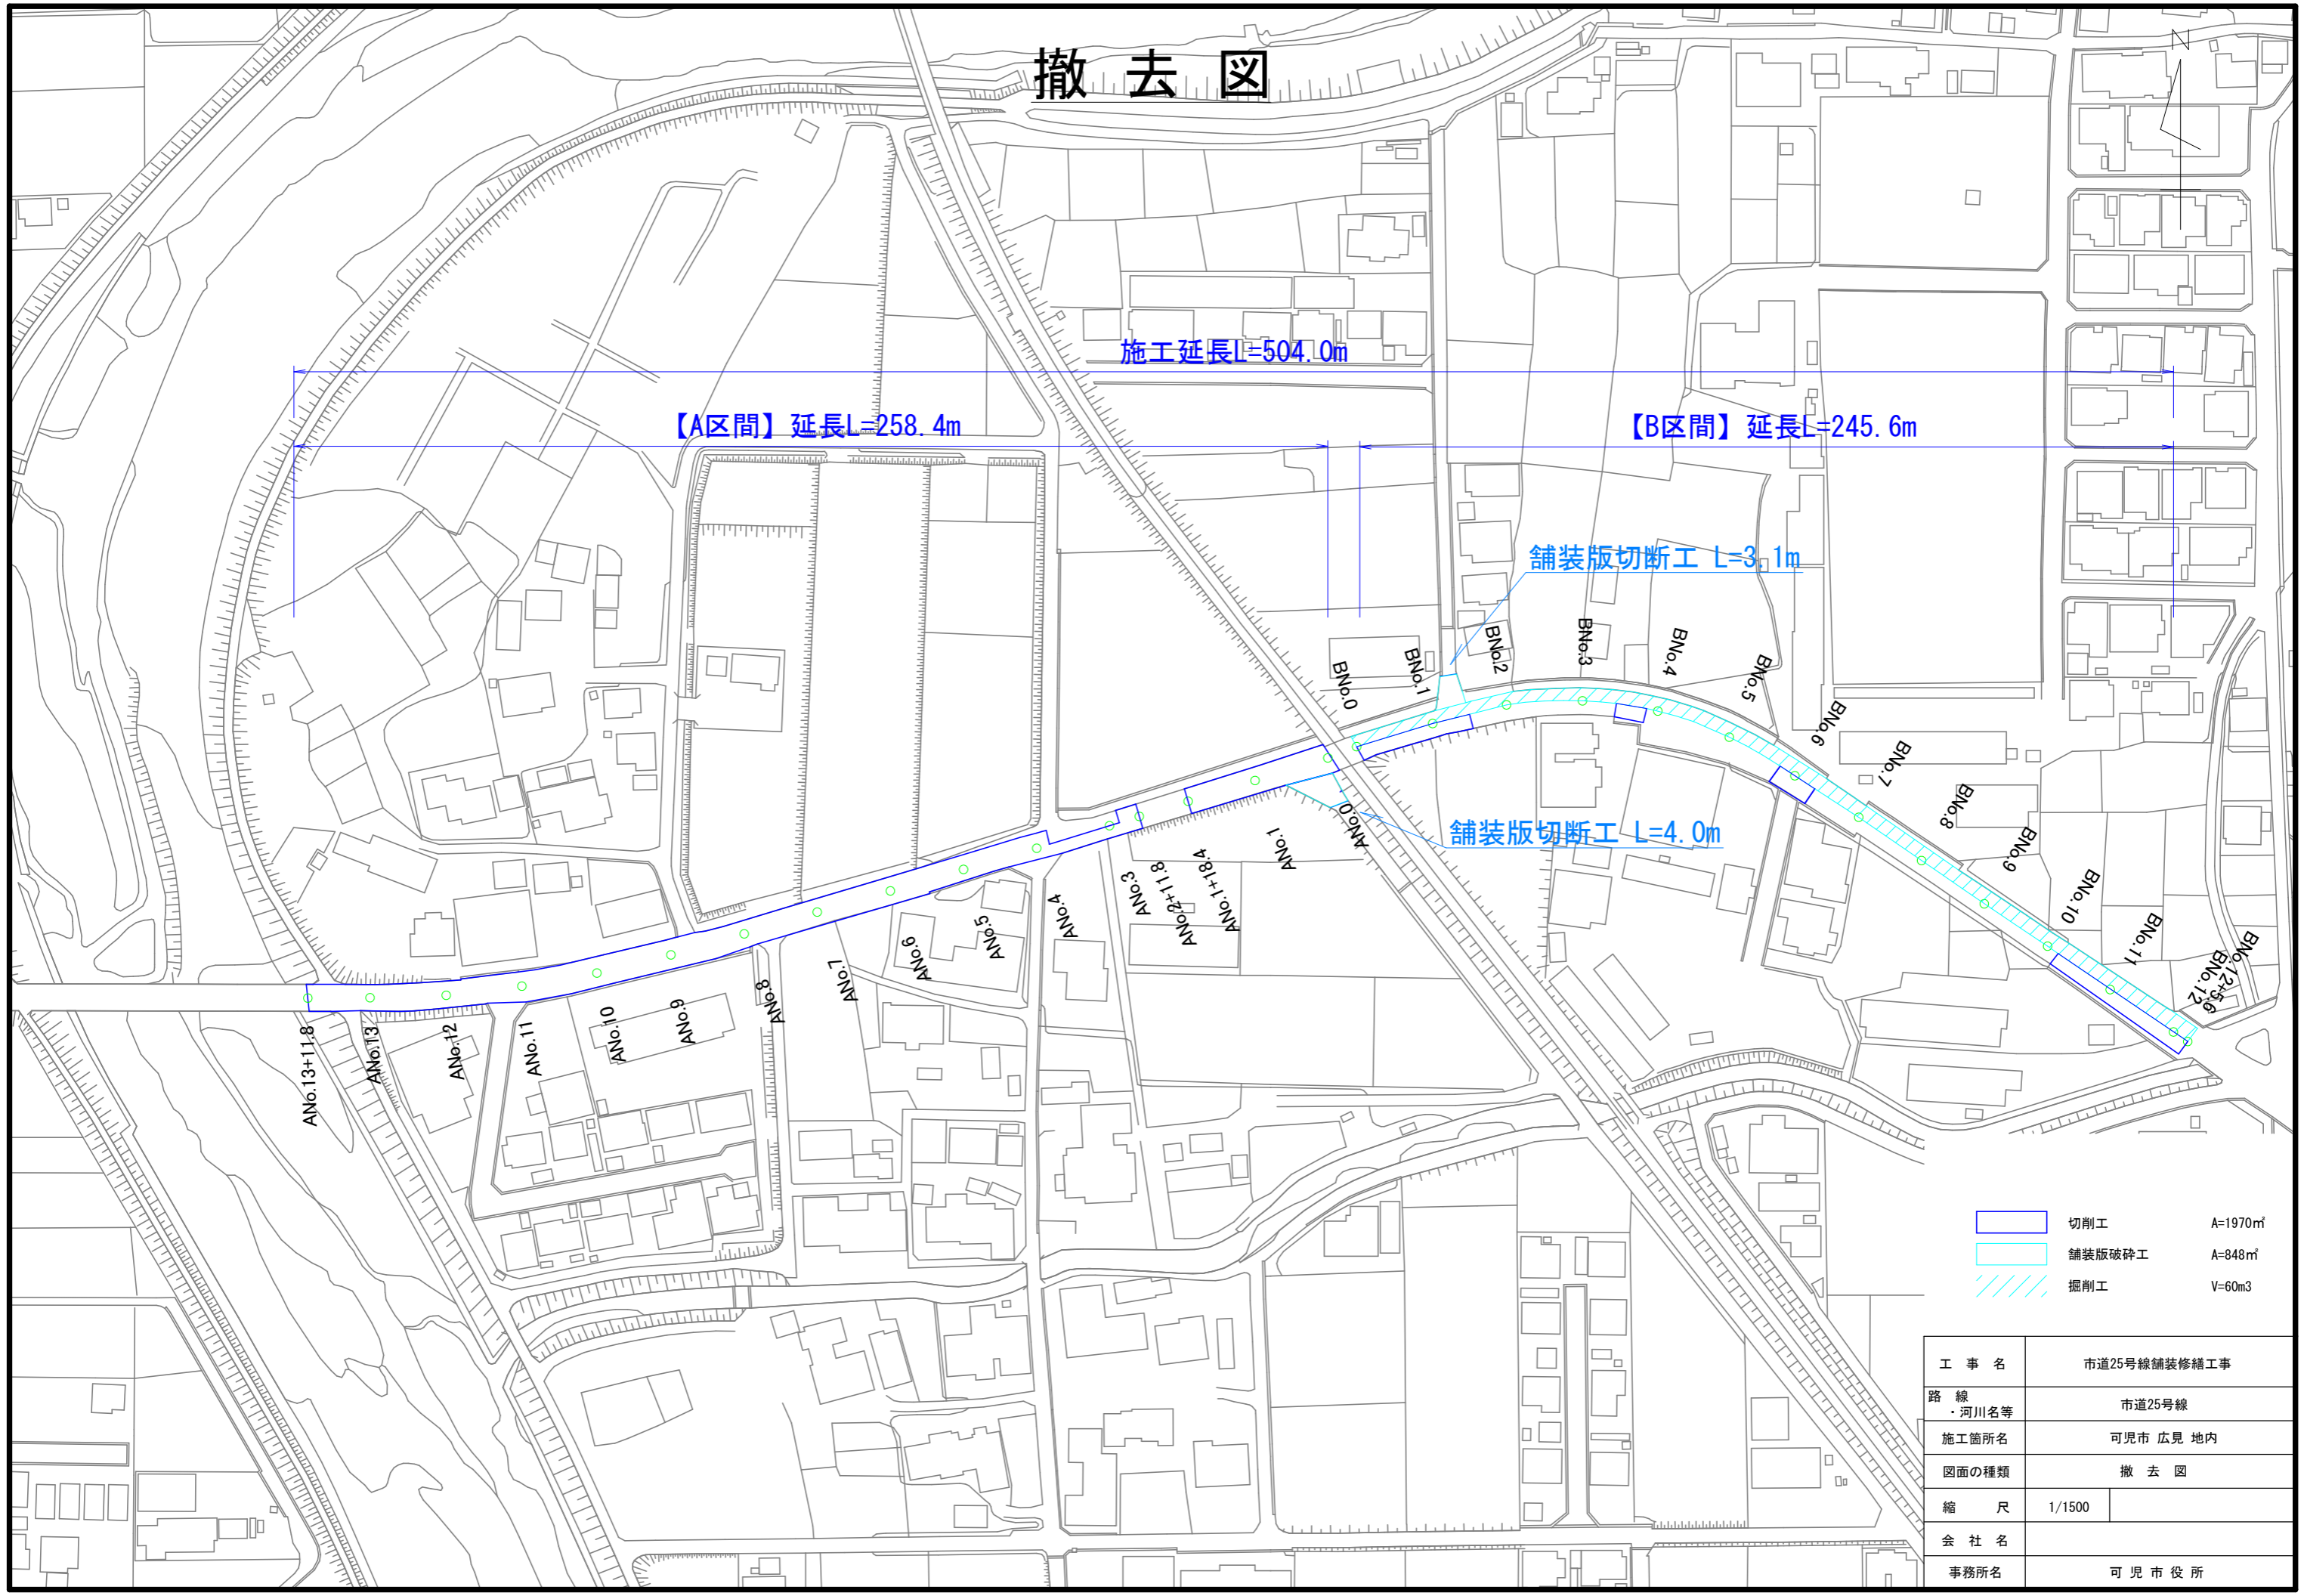 撤 去 図
N
施工延長L=504.0m
【A区間】延長L=258.4m
【B区間】延長L=245.6m
舗装版切断工 L=3.1m
舗装版切断工 L=4.0m
BNo.0
BNo.1
BNo.2
BNo.3
BNo.4
BNo.5
BNo.6
BNo.7
BNo.8
BNo.9
BNo.10
BNo.11
BNo.12
BNo.12+5.6
ANo.0
ANo.1
ANo.1+18.4
ANo.2+11.8
ANo.3
ANo.4
ANo.5
ANo.6
ANo.7
ANo.8
ANo.9
ANo.10
ANo.11
ANo.12
ANo.13
ANo.13+11.8
切削工 A=1970㎡
舗装版破砕工 A=848㎡
掘削工 V=60m3
工 事 名 市道25号線舗装修繕工事
路 線
・河川名等 市道25号線
施工箇所名 可児市 広見 地内
図面の種類 撤 去 図
縮 尺 1/1500
会 社 名
事務所名 可 児 市 役 所